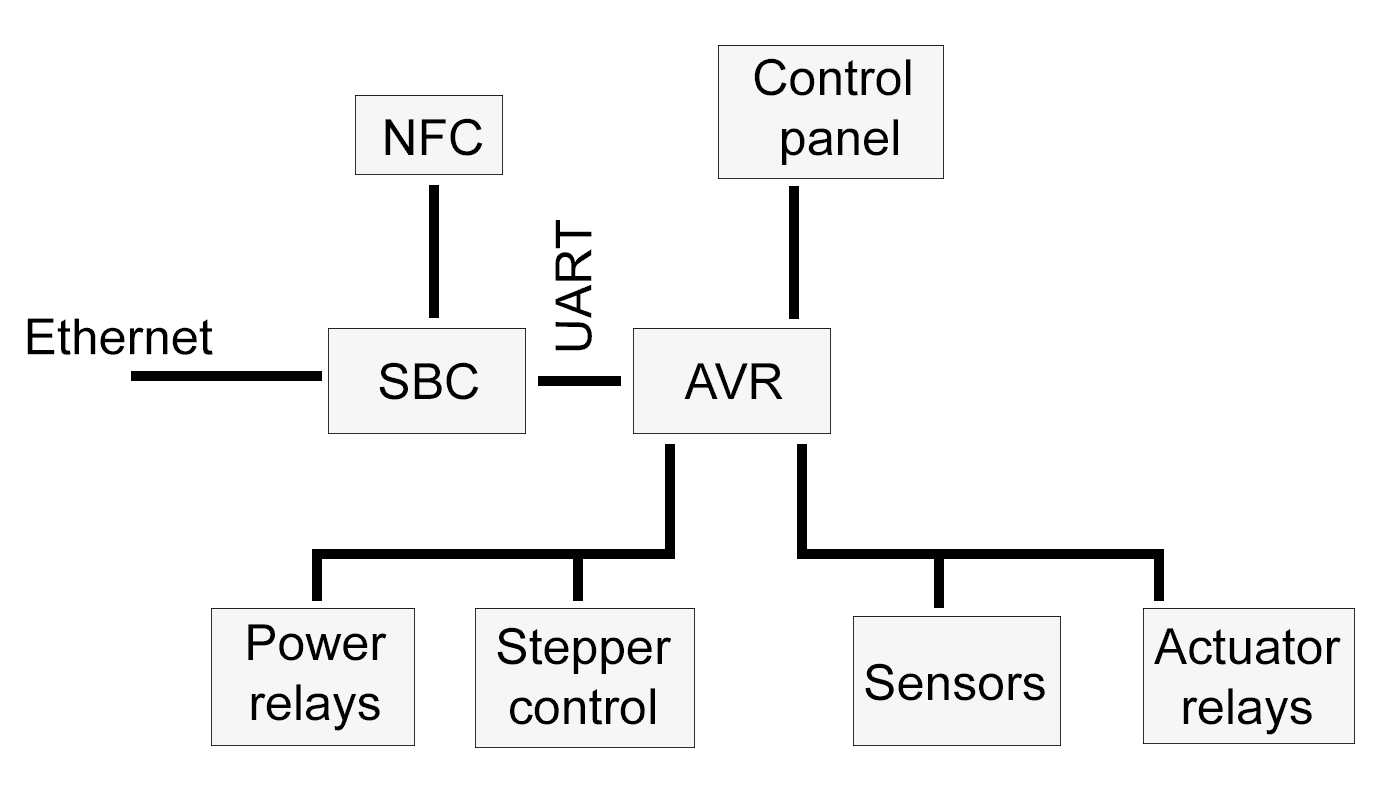 Control
panel
NFC
UART
Ethernet
SBC
AVR
Power
relays
Stepper
control
Sensors
Actuator
relays